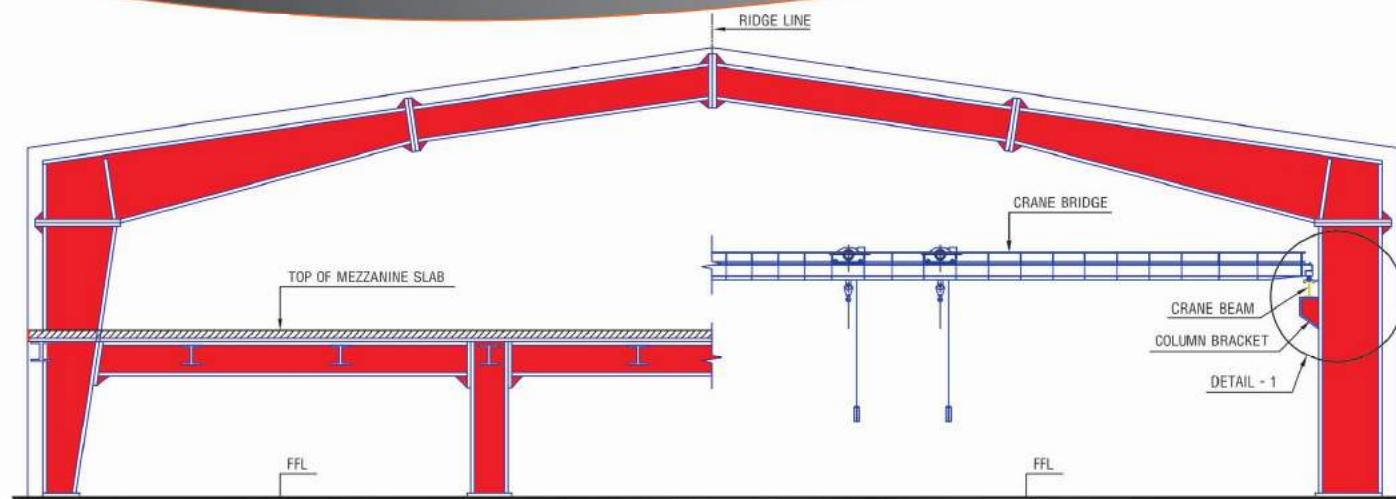 RIDGE LINE
CRANE BRIDGE
TOP OF MEZZANINE SLAB
CRANE BEAM
COLUMN BRACKET
DETAIL - 1
FFL
FFL